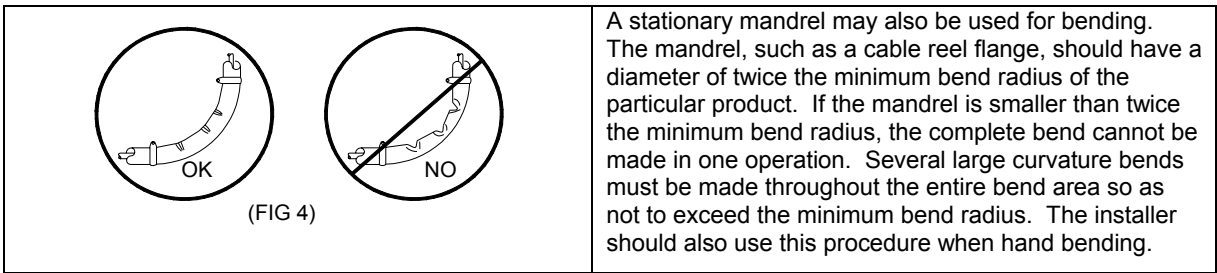 OK
NO
(FIG 4)
A stationary mandrel may also be used for bending.
The mandrel, such as a cable reel flange, should have a
diameter of twice the minimum bend radius of the
particular product.  If the mandrel is smaller than twice
the minimum bend radius, the complete bend cannot be
made in one operation.  Several large curvature bends
must be made throughout the entire bend area so as
not to exceed the minimum bend radius.  The installer
should also use this procedure when hand bending.